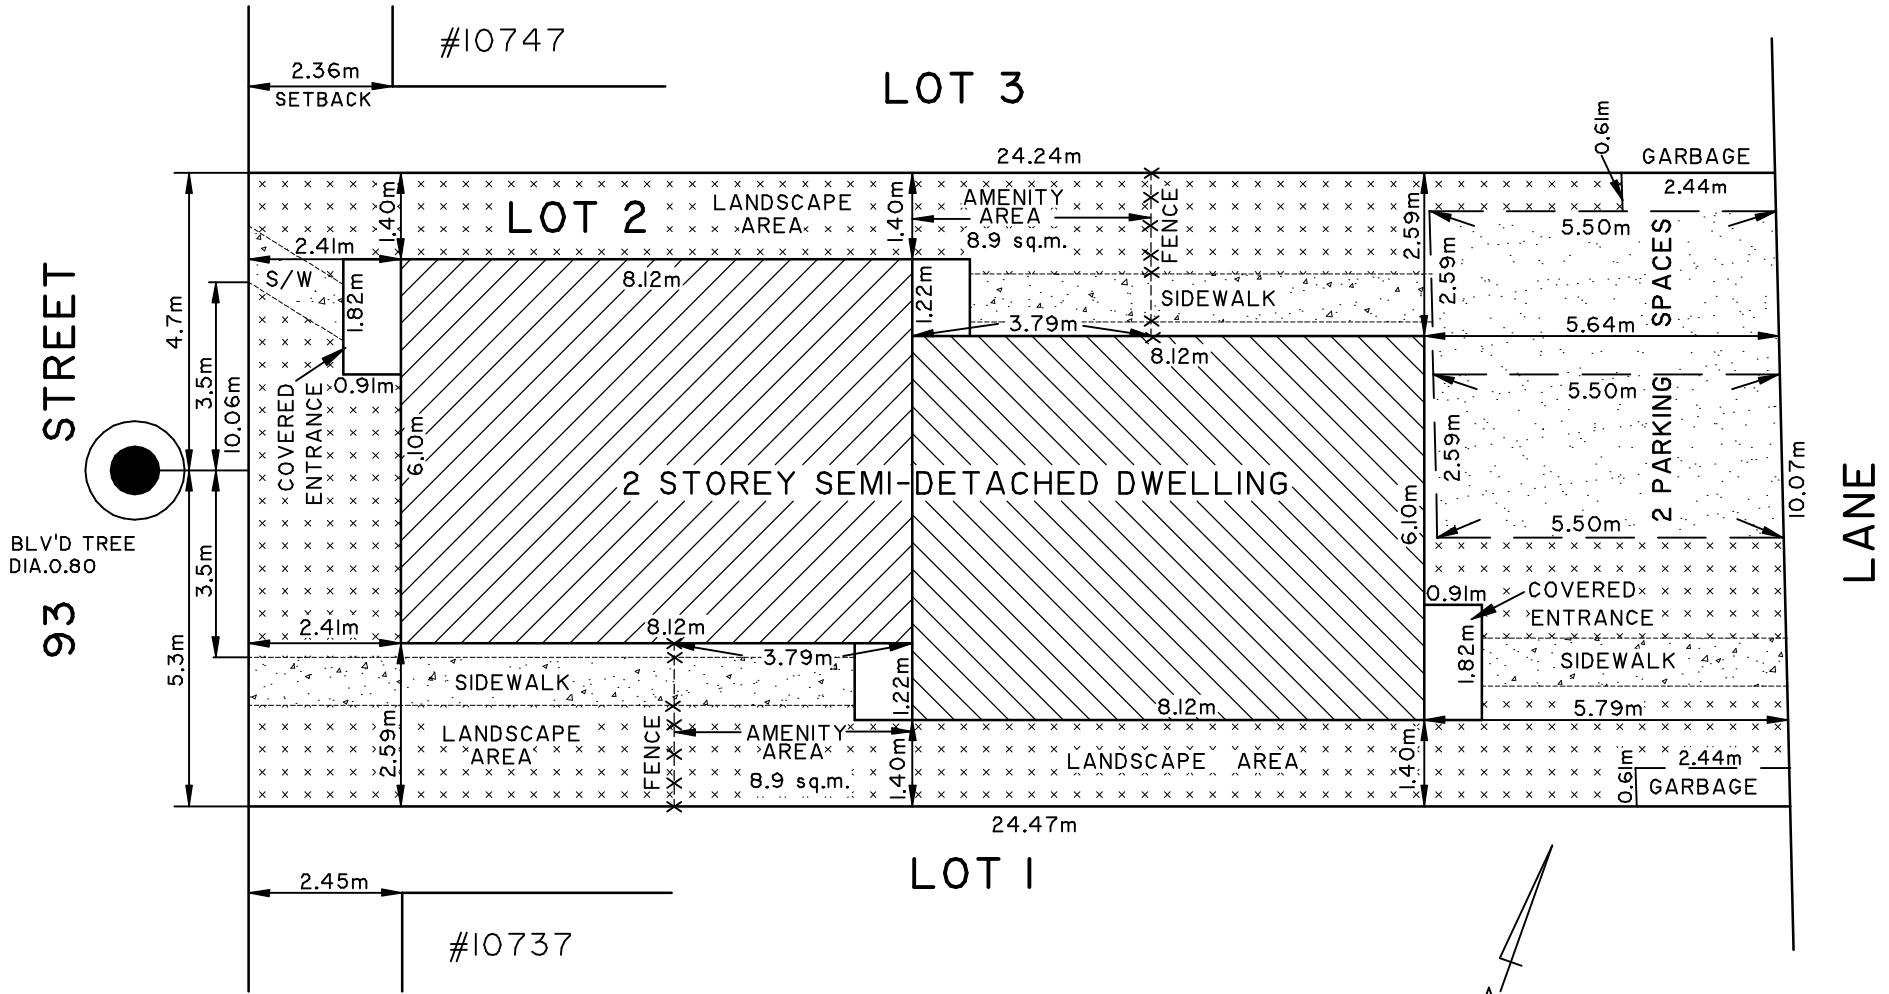 #10747
2.36m
SETBACK
LOT 3
0.61m
24.24m
GARBAGE
2.44m
LANDSCAPE
AREA
LOT 2
1.40m
1.40m
AMENITY
AREA
8.9 sq.m.
FENCE
2.59m
5.50m
2.41m
S/W
1.82m
8.12m
1.22m
SIDEWALK
2.59m
3.79m
5.64m
8.12m
4.7m
3.5m
10.06m
0.91m
COVERED
ENTRANCE
6.10m
5.50m
2.59m
2 PARKING SPACES
93 STREET
2 STOREY SEMI-DETACHED DWELLING
6.10m
5.50m
10.07m
LANE
BLV'D TREE
DIA.0.80
3.5m
5.3m
0.91m
COVERED
ENTRANCE
1.82m
2.41m
8.12m
3.79m
SIDEWALK
SIDEWALK
1.22m
8.12m
5.79m
2.59m
LANDSCAPE
AREA
FENCE
AMENITY
AREA
8.9 sq.m.
1.40m
LANDSCAPE AREA
1.40m
0.61m
2.44m
GARBAGE
24.47m
LOT 1
2.45m
#10737